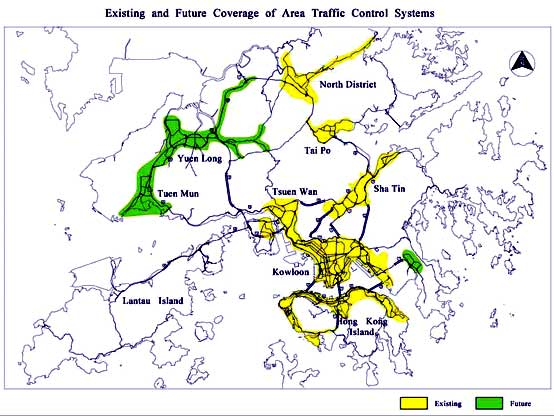 Existing and Future Coverage of Area Traffic Control Systems
North District
Tai Po
Yuen Long
Tuen Mun
Tsuen Wan
Sha Tin
Kowloon
Lantau Island
Hong Kong
Island
Existing
Future